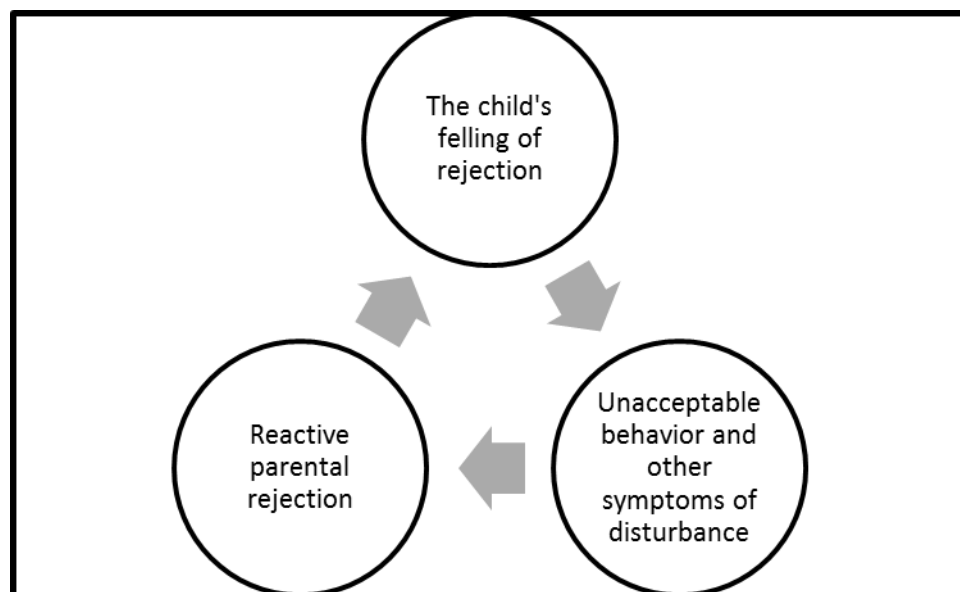 The child's
felling of
rejection
Reactive
parental
rejection
Unacceptable
behavior and
other
symptoms of
disturbance